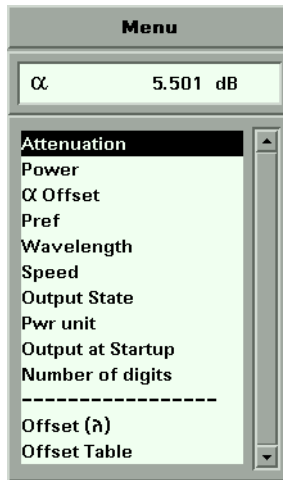 Menu
α 5.501 dB
Attenuation
Power
α Offset
Pref
Wavelength
Speed
Output State
Pwr unit
Output at Startup
Number of digits
-----------------
Offset (λ)
Offset Table